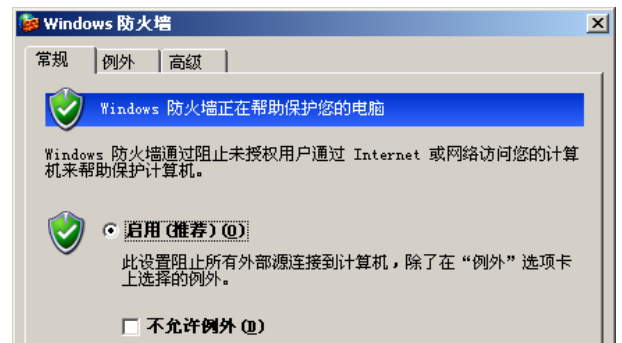 Windows 防火墙
常规 例外 高级
Windows 防火墙正在帮助保护您的电脑
Windows 防火墙通过阻止未授权用户通过 Internet 或网络访问您的计算
机来帮助保护计算机。
启用(推荐)(O)
此设置阻止所有外部源连接到计算机，除了在“例外”选项卡
上选择的例外。
不允许例外(D)